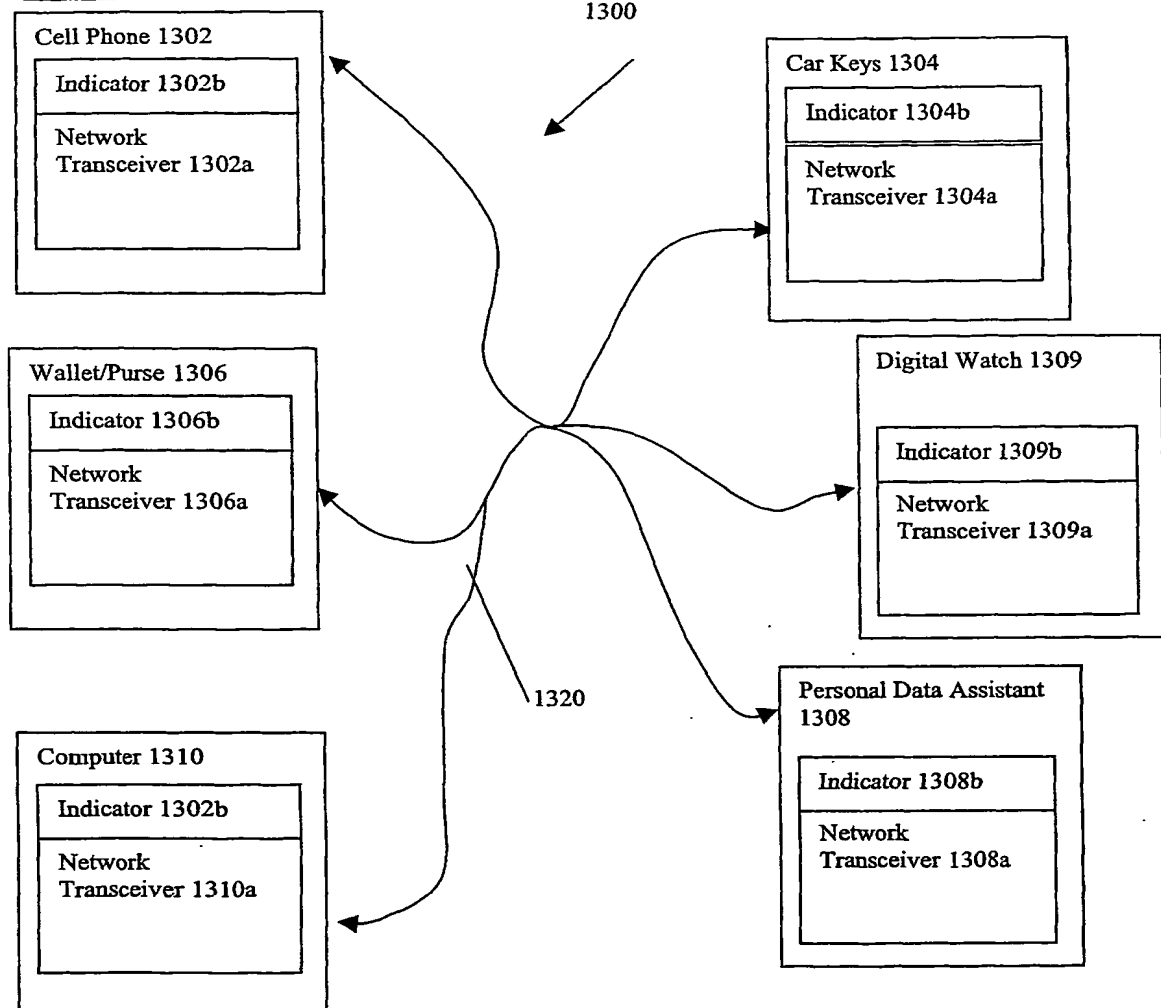 1300
Cell Phone 1302
Indicator 1302b
Network
Transceiver 1302a
Car Keys 1304
Indicator 1304b
Network
Transceiver 1304a
Wallet/Purse 1306
Indicator 1306b
Network
Transceiver 1306a
Digital Watch 1309
Indicator 1309b
Network
Transceiver 1309a
1320
Computer 1310
Indicator 1302b
Network
Transceiver 1310a
Personal Data Assistant
1308
Indicator 1308b
Network
Transceiver 1308a